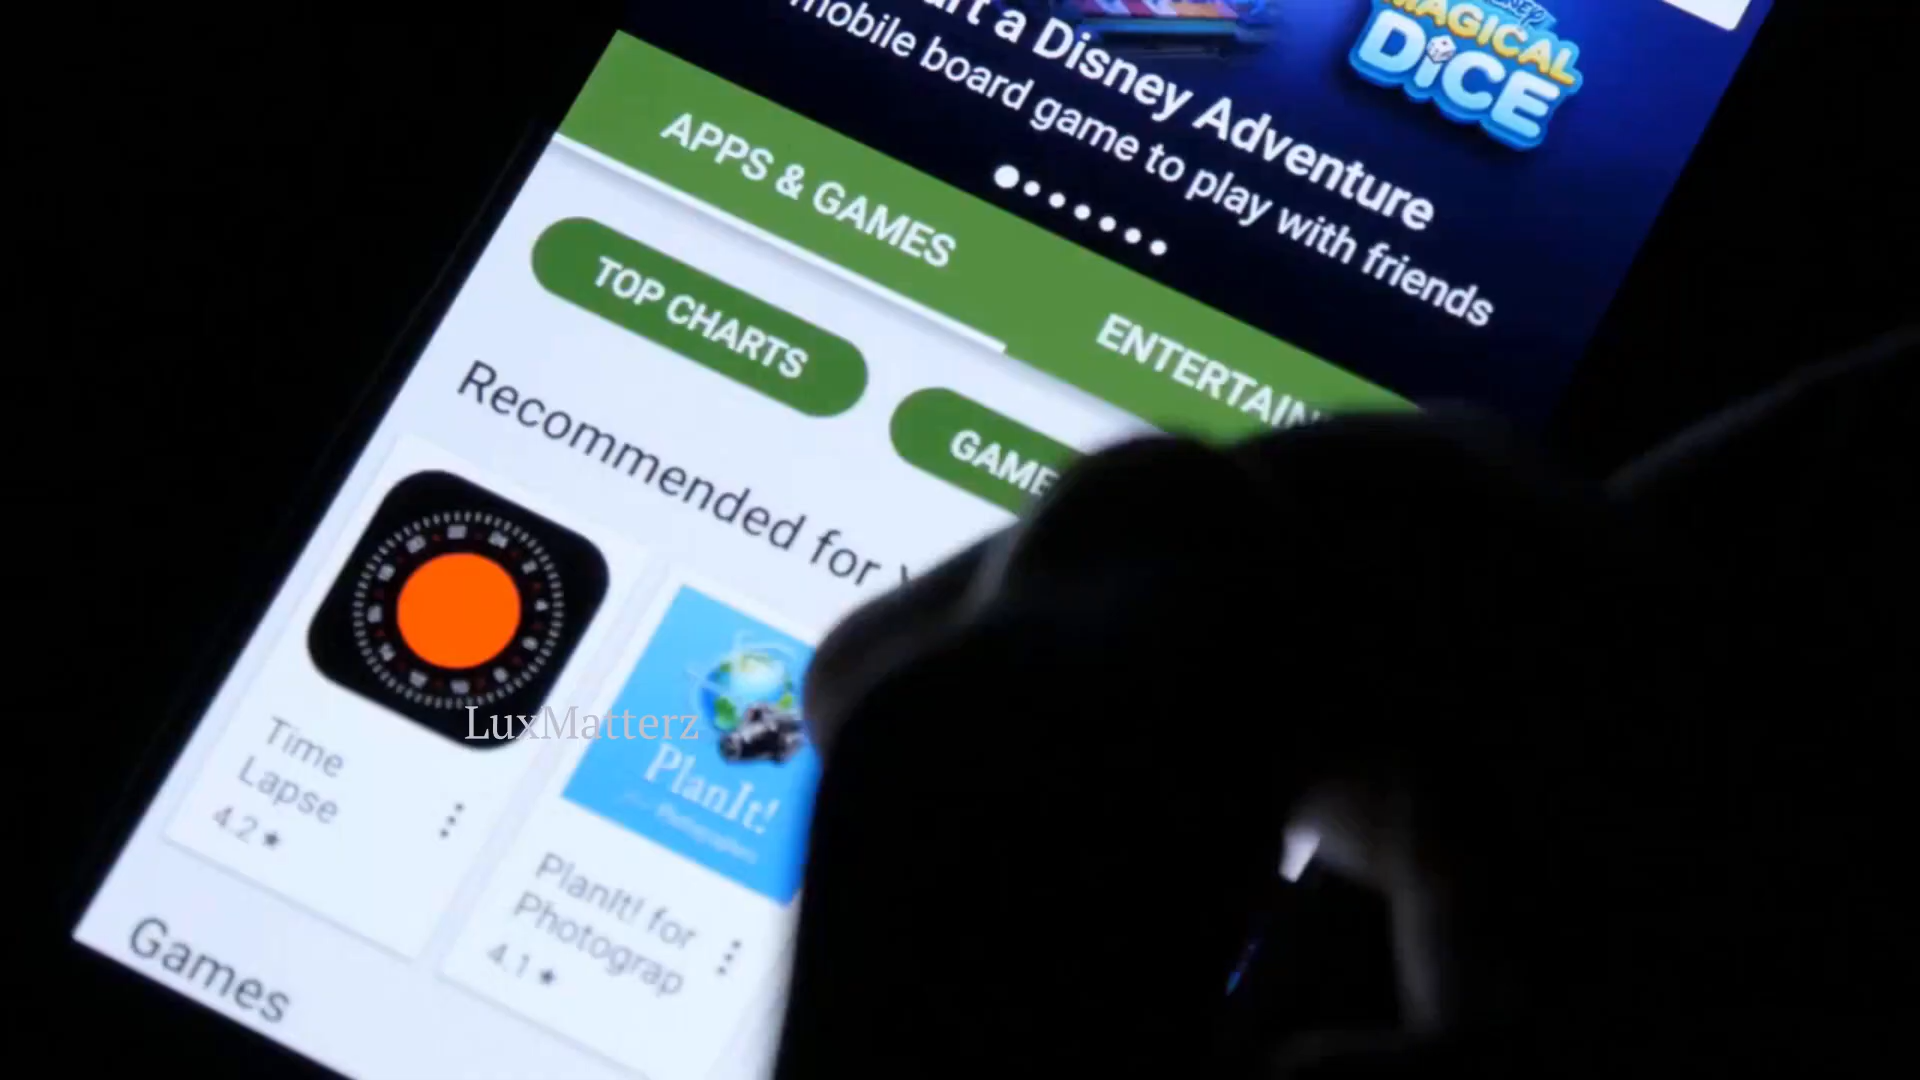 DISNEY
MAGICAL
DiCE
a Disney Adventure
mobile board game to play with friends
APPS & GAMES
ENTERTAIN
TOP CHARTS
GAME
Recommended for
Time
Lapse
4.2 ★
PlanIt!
PlanIt! for
Photograp
4.1 ★
Games
LuxMatterz